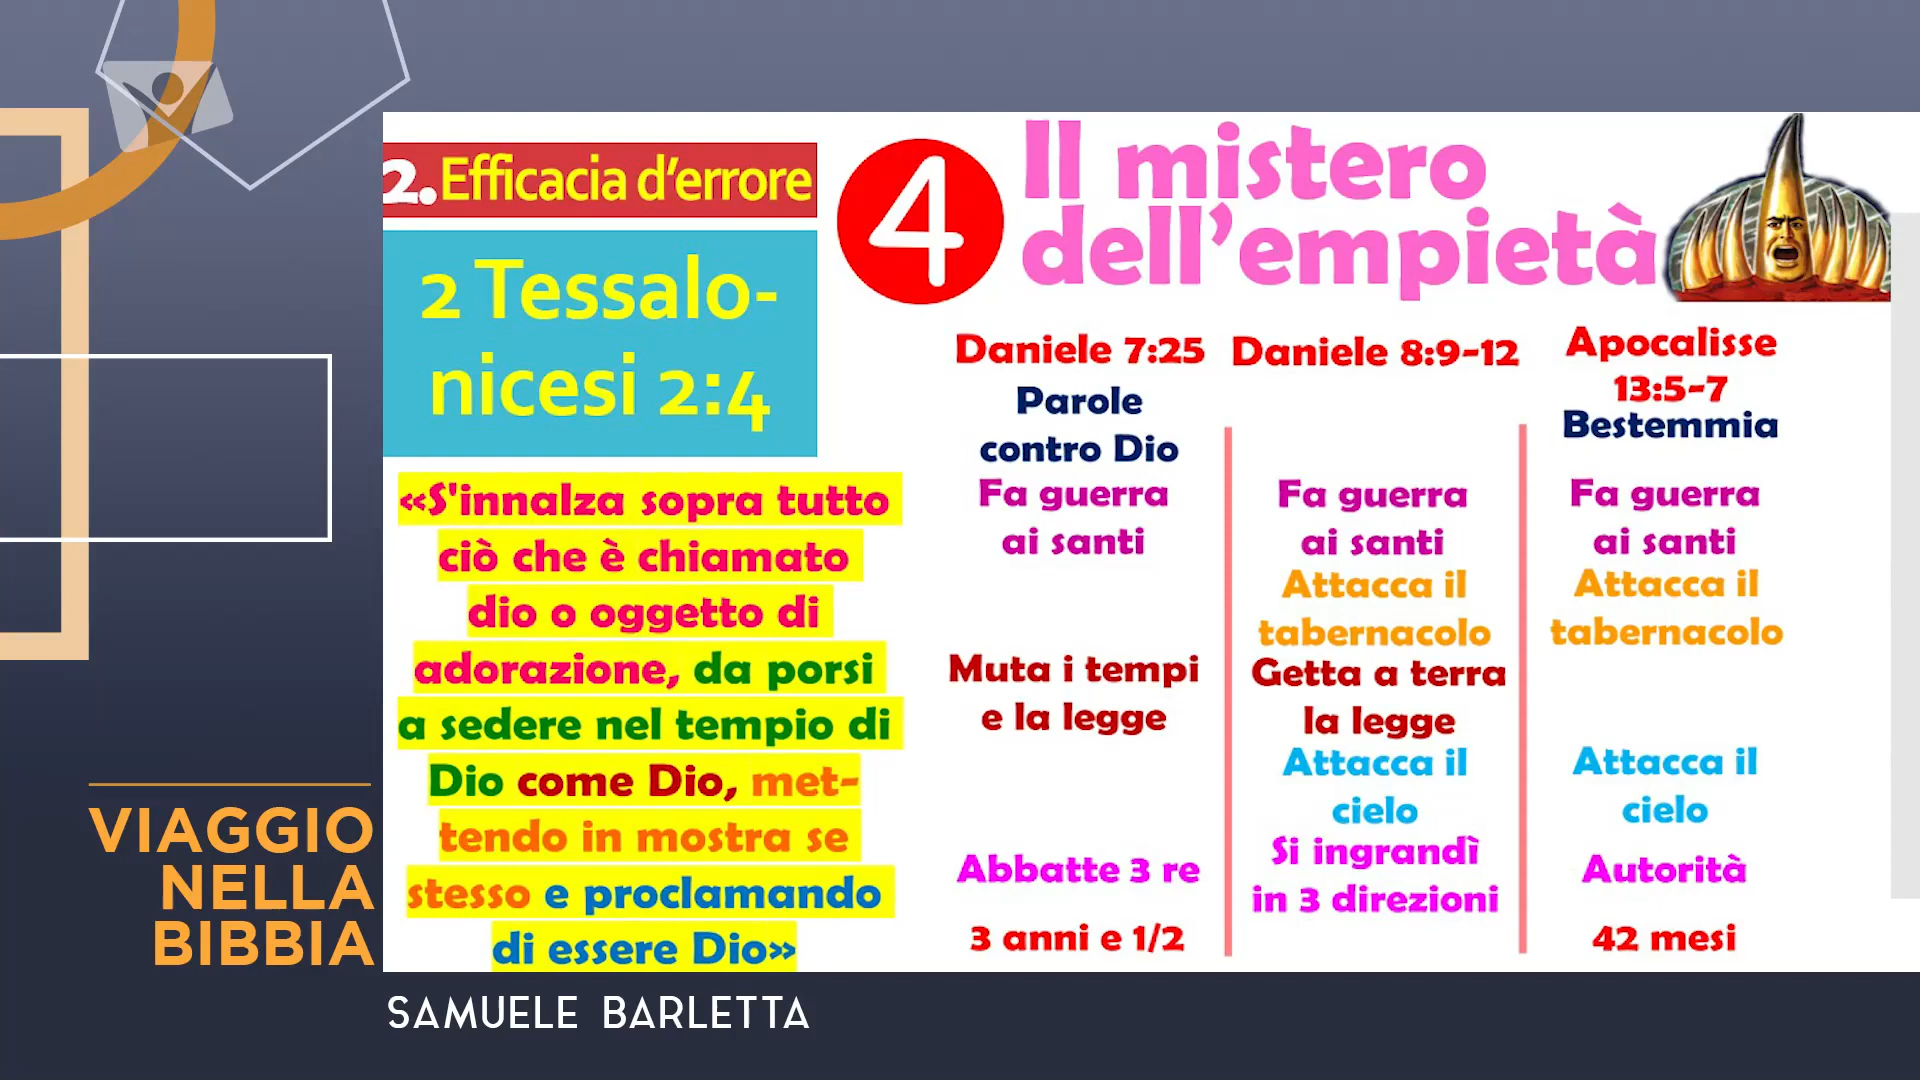 2. Efficacia d'errore
2 Tessalo-
nicesi 2:4
«S'innalza sopra tutto
ciò che è chiamato
dio o oggetto di
adorazione, da porsi
a sedere nel tempio di
Dio come Dio, met-
tendo in mostra se
stesso e proclamando
di essere Dio»
4
Il mistero
dell'empietà
Daniele 7:25
Parole
contro Dio
Fa guerra
ai santi
Muta i tempi
e la legge
Abbatte 3 re
3 anni e 1/2
Daniele 8:9-12
Fa guerra
ai santi
Attacca il
tabernacolo
Getta a terra
la legge
Attacca il
cielo
Si ingrandì
in 3 direzioni
Apocalisse
13:5-7
Bestemmia
Fa guerra
ai santi
Attacca il
tabernacolo
Attacca il
cielo
Autorità
42 mesi
VIAGGIO
NELLA
BIBBIA
SAMUELE BARLETTA